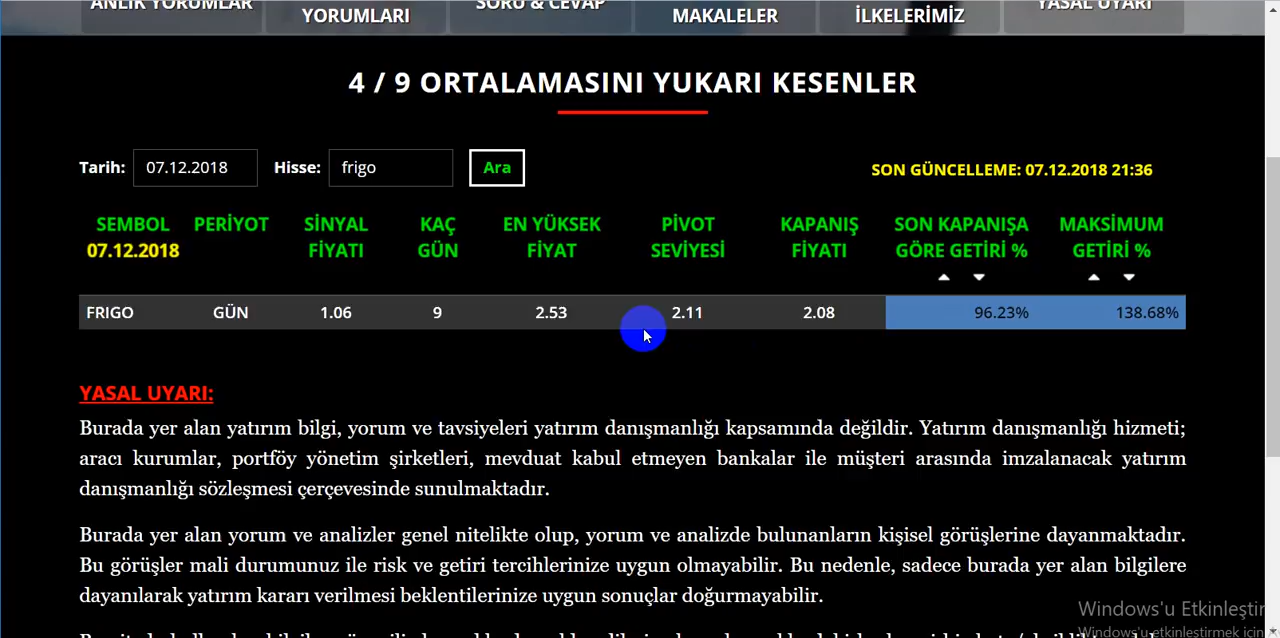 ANLIK YORUMLAR
YORUMLARI
SORU & CEVAP
MAKALELER
İLKELERİMİZ
YASAL UYARI
4 / 9 ORTALAMASINI YUKARI KESENLER
Tarih: 07.12.2018 Hisse: frigo Ara
SON GÜNCELLEME: 07.12.2018 21:36
SEMBOL PERİYOT SİNYAL KAÇ EN YÜKSEK PİVOT KAPANIŞ SON KAPANIŞA MAKSİMUM
07.12.2018 FİYATI GÜN FİYAT SEVİYESİ FİYATI GÖRE GETİRİ % GETİRİ %
FRIGO GÜN 1.06 9 2.53 2.11 2.08 96.23% 138.68%
YASAL UYARI:
Burada yer alan yatırım bilgi, yorum ve tavsiyeleri yatırım danışmanlığı kapsamında değildir. Yatırım danışmanlığı hizmeti;
aracı kurumlar, portföy yönetim şirketleri, mevduat kabul etmeyen bankalar ile müşteri arasında imzalanacak yatırım
danışmanlığı sözleşmesi çerçevesinde sunulmaktadır.
Burada yer alan yorum ve analizler genel nitelikte olup, yorum ve analizde bulunanların kişisel görüşlerine dayanmaktadır.
Bu görüşler mali durumunuz ile risk ve getiri tercihlerinize uygun olmayabilir. Bu nedenle, sadece burada yer alan bilgilere
dayanılarak yatırım kararı verilmesi beklentilerinize uygun sonuçlar doğurmayabilir.
Windows'u Etkinleştir
Windows'u etkinleştirmek için